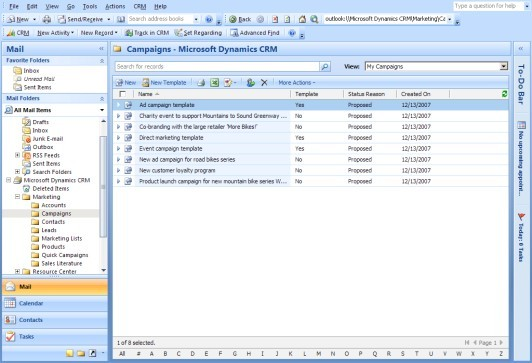 File Edit View Go Tools Actions CRM Help Type a question for help
New Send/Receive Search address books Back outlook:\\Microsoft Dynamics CRM\Marketing\Ca
CRM New Activity New Record Track in CRM Set Regarding Advanced Find
Mail
Favorite Folders
Inbox
Unread Mail
Sent Items
Mail Folders
All Mail Items
Drafts
Inbox
Junk E-mail
Outbox
RSS Feeds
Sent Items
Search Folders
Microsoft Dynamics CRM
Deleted Items
Marketing
Accounts
Campaigns
Contacts
Leads
Marketing Lists
Products
Quick Campaigns
Sales Literature
Resource Center
Mail
Calendar
Contacts
Tasks
Campaigns - Microsoft Dynamics CRM
Search for records View: My Campaigns
New New Template More Actions
Name Template Status Reason Created On
Ad campaign template Yes Proposed 12/13/2007
Charity event to support Mountains to Sound Greenway ... No Proposed 12/13/2007
Co-branding with the large retailer 'More Bikes!' No Proposed 12/13/2007
Direct marketing template Yes Proposed 12/13/2007
Event campaign template Yes Proposed 12/13/2007
New ad campaign for road bikes series No Proposed 12/13/2007
New customer loyalty program No Proposed 12/13/2007
Product launch campaign for new mountain bike series W... No Proposed 12/13/2007
1 of 8 selected. Page 1
All # A B C D E F G H I J K L M N O P Q R S T U V W X Y Z
To-Do Bar
No upcoming appoint...
Today: 0 Tasks